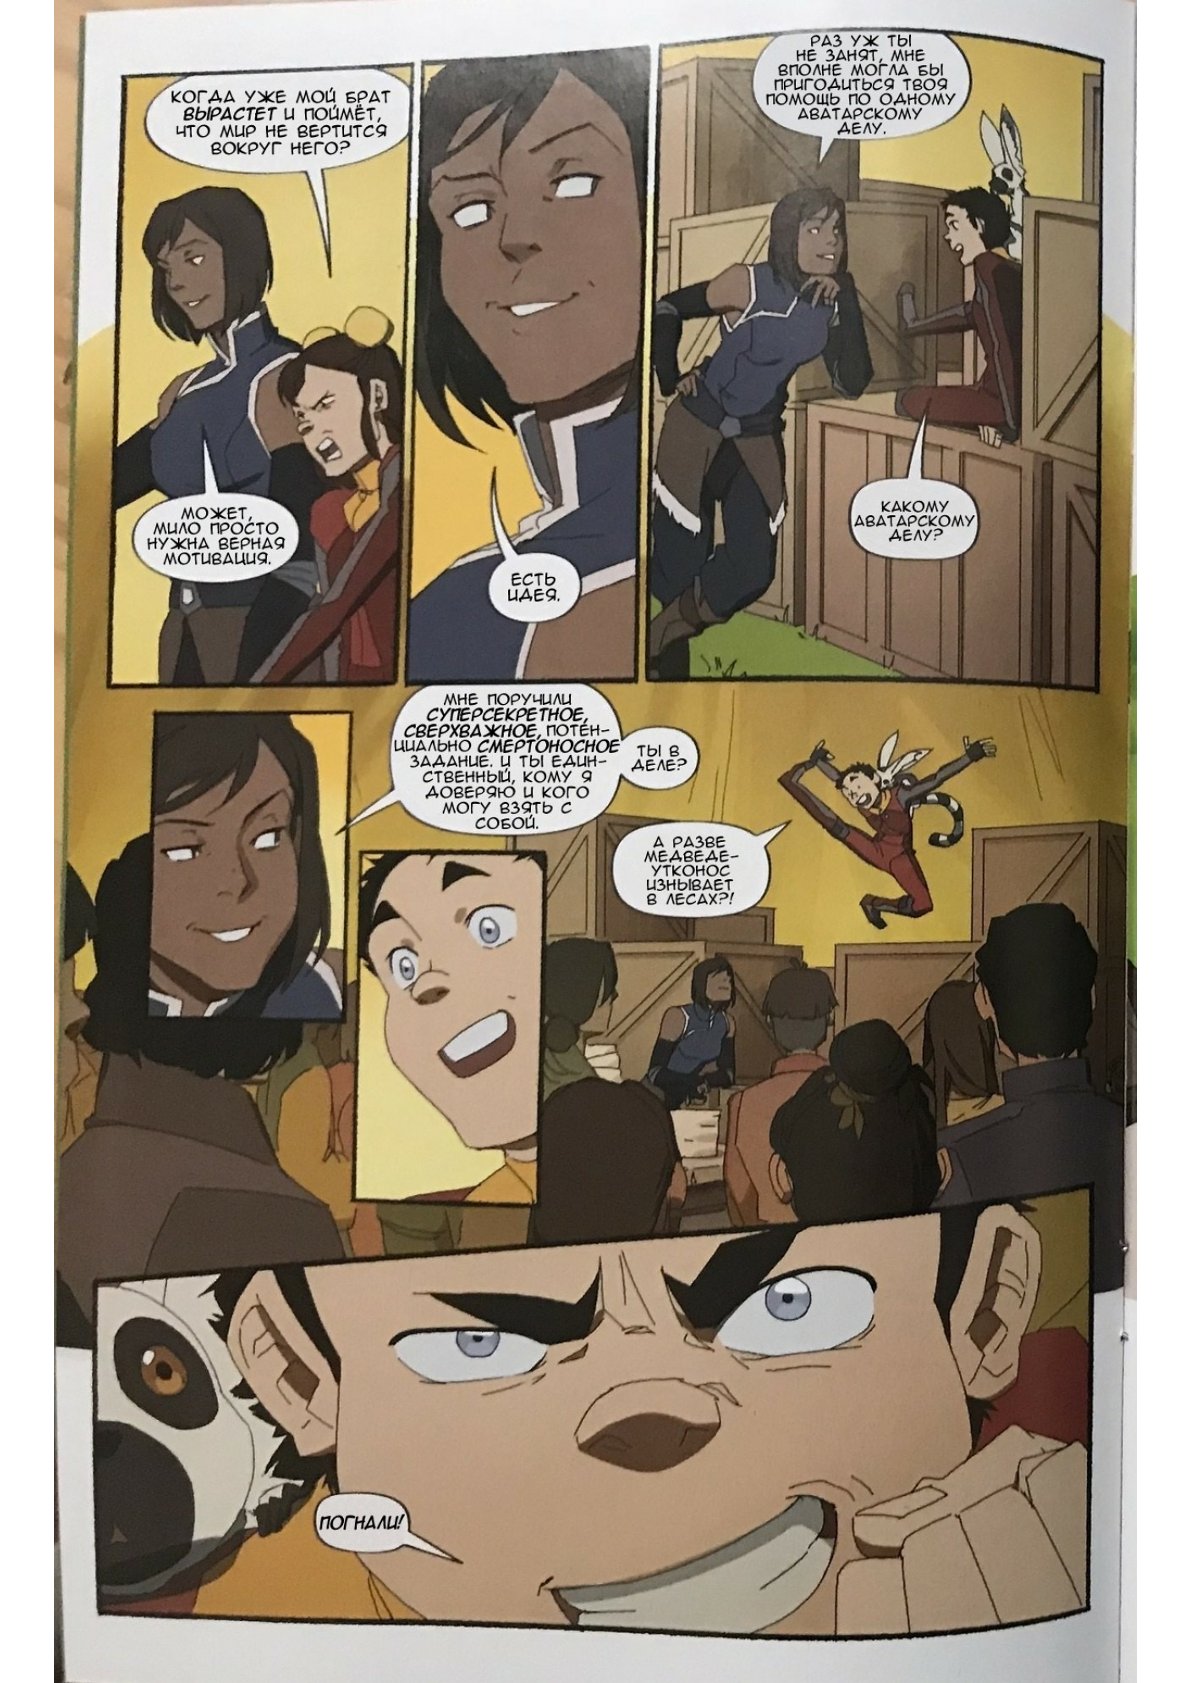 КОГДА УЖЕ МОЙ БРАТ
ВЫРАСТЕТ И ПОЙМЁТ,
ЧТО МИР НЕ ВЕРТИТСЯ
ВОКРУГ НЕГО?
МОЖЕТ,
МИЛО ПРОСТО
НУЖНА ВЕРНАЯ
МОТИВАЦИЯ.
ЕСТЬ
ИДЕЯ.
РАЗ УЖ ТЫ
НЕ ЗАНЯТ, МНЕ
ВПОЛНЕ МОГЛА БЫ
ПРИГОДИТЬСЯ ТВОЯ
ПОМОЩЬ ПО ОДНОМУ
АВАТАРСКОМУ
ДЕЛУ.
КАКОМУ
АВАТАРСКОМУ
ДЕЛУ?
МНЕ ПОРУЧИЛИ
СУПЕРСЕКРЕТНОЕ,
СВЕРХВАЖНОЕ, ПОТЕН-
ЦИАЛЬНО СМЕРТОНОСНОЕ
ЗАДАНИЕ. И ТЫ ЕДИН-
СТВЕННЫЙ, КОМУ Я
ДОВЕРЯЮ И КОГО
МОГУ ВЗЯТЬ С
СОБОЙ.
ТЫ В
ДЕЛЕ?
А РАЗВЕ
МЕДВЕДЕ-
УТКОНОС
ИЗНЫВАЕТ
В ЛЕСАХ?!
ПОГНАЛИ!